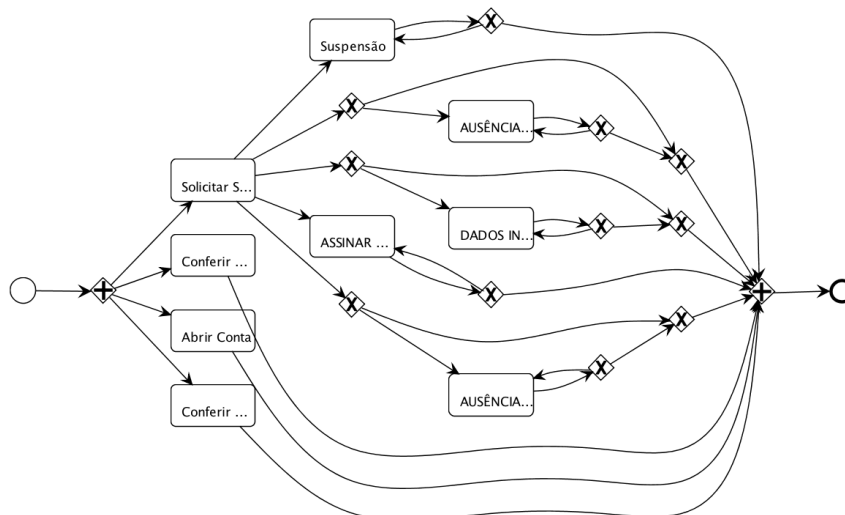 Suspensão
AUSÊNCIA...
Solicitar S...
DADOS IN...
ASSINAR ...
Conferir ...
Abrir Conta
AUSÊNCIA...
Conferir ...